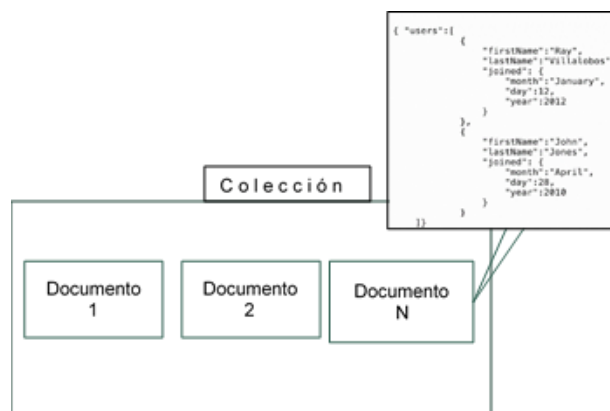 { "users":[
{
"firstName":"Ray",
"lastName":"Villalobos"
"joined": {
"month":"January",
"day":12,
"year":2012
}
},
{
"firstName":"John",
"lastName":"Jones",
"joined": {
"month":"April",
"day":28,
"year":2010
}
}
]}
Colección
Documento
1
Documento
2
Documento
N